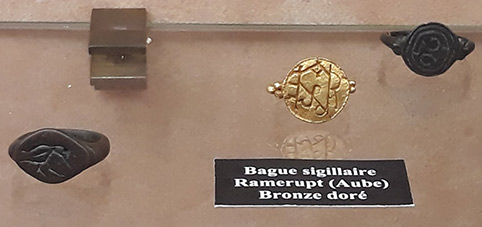 Bague sigillaire
Ramerupt (Aube)
Bronze doré